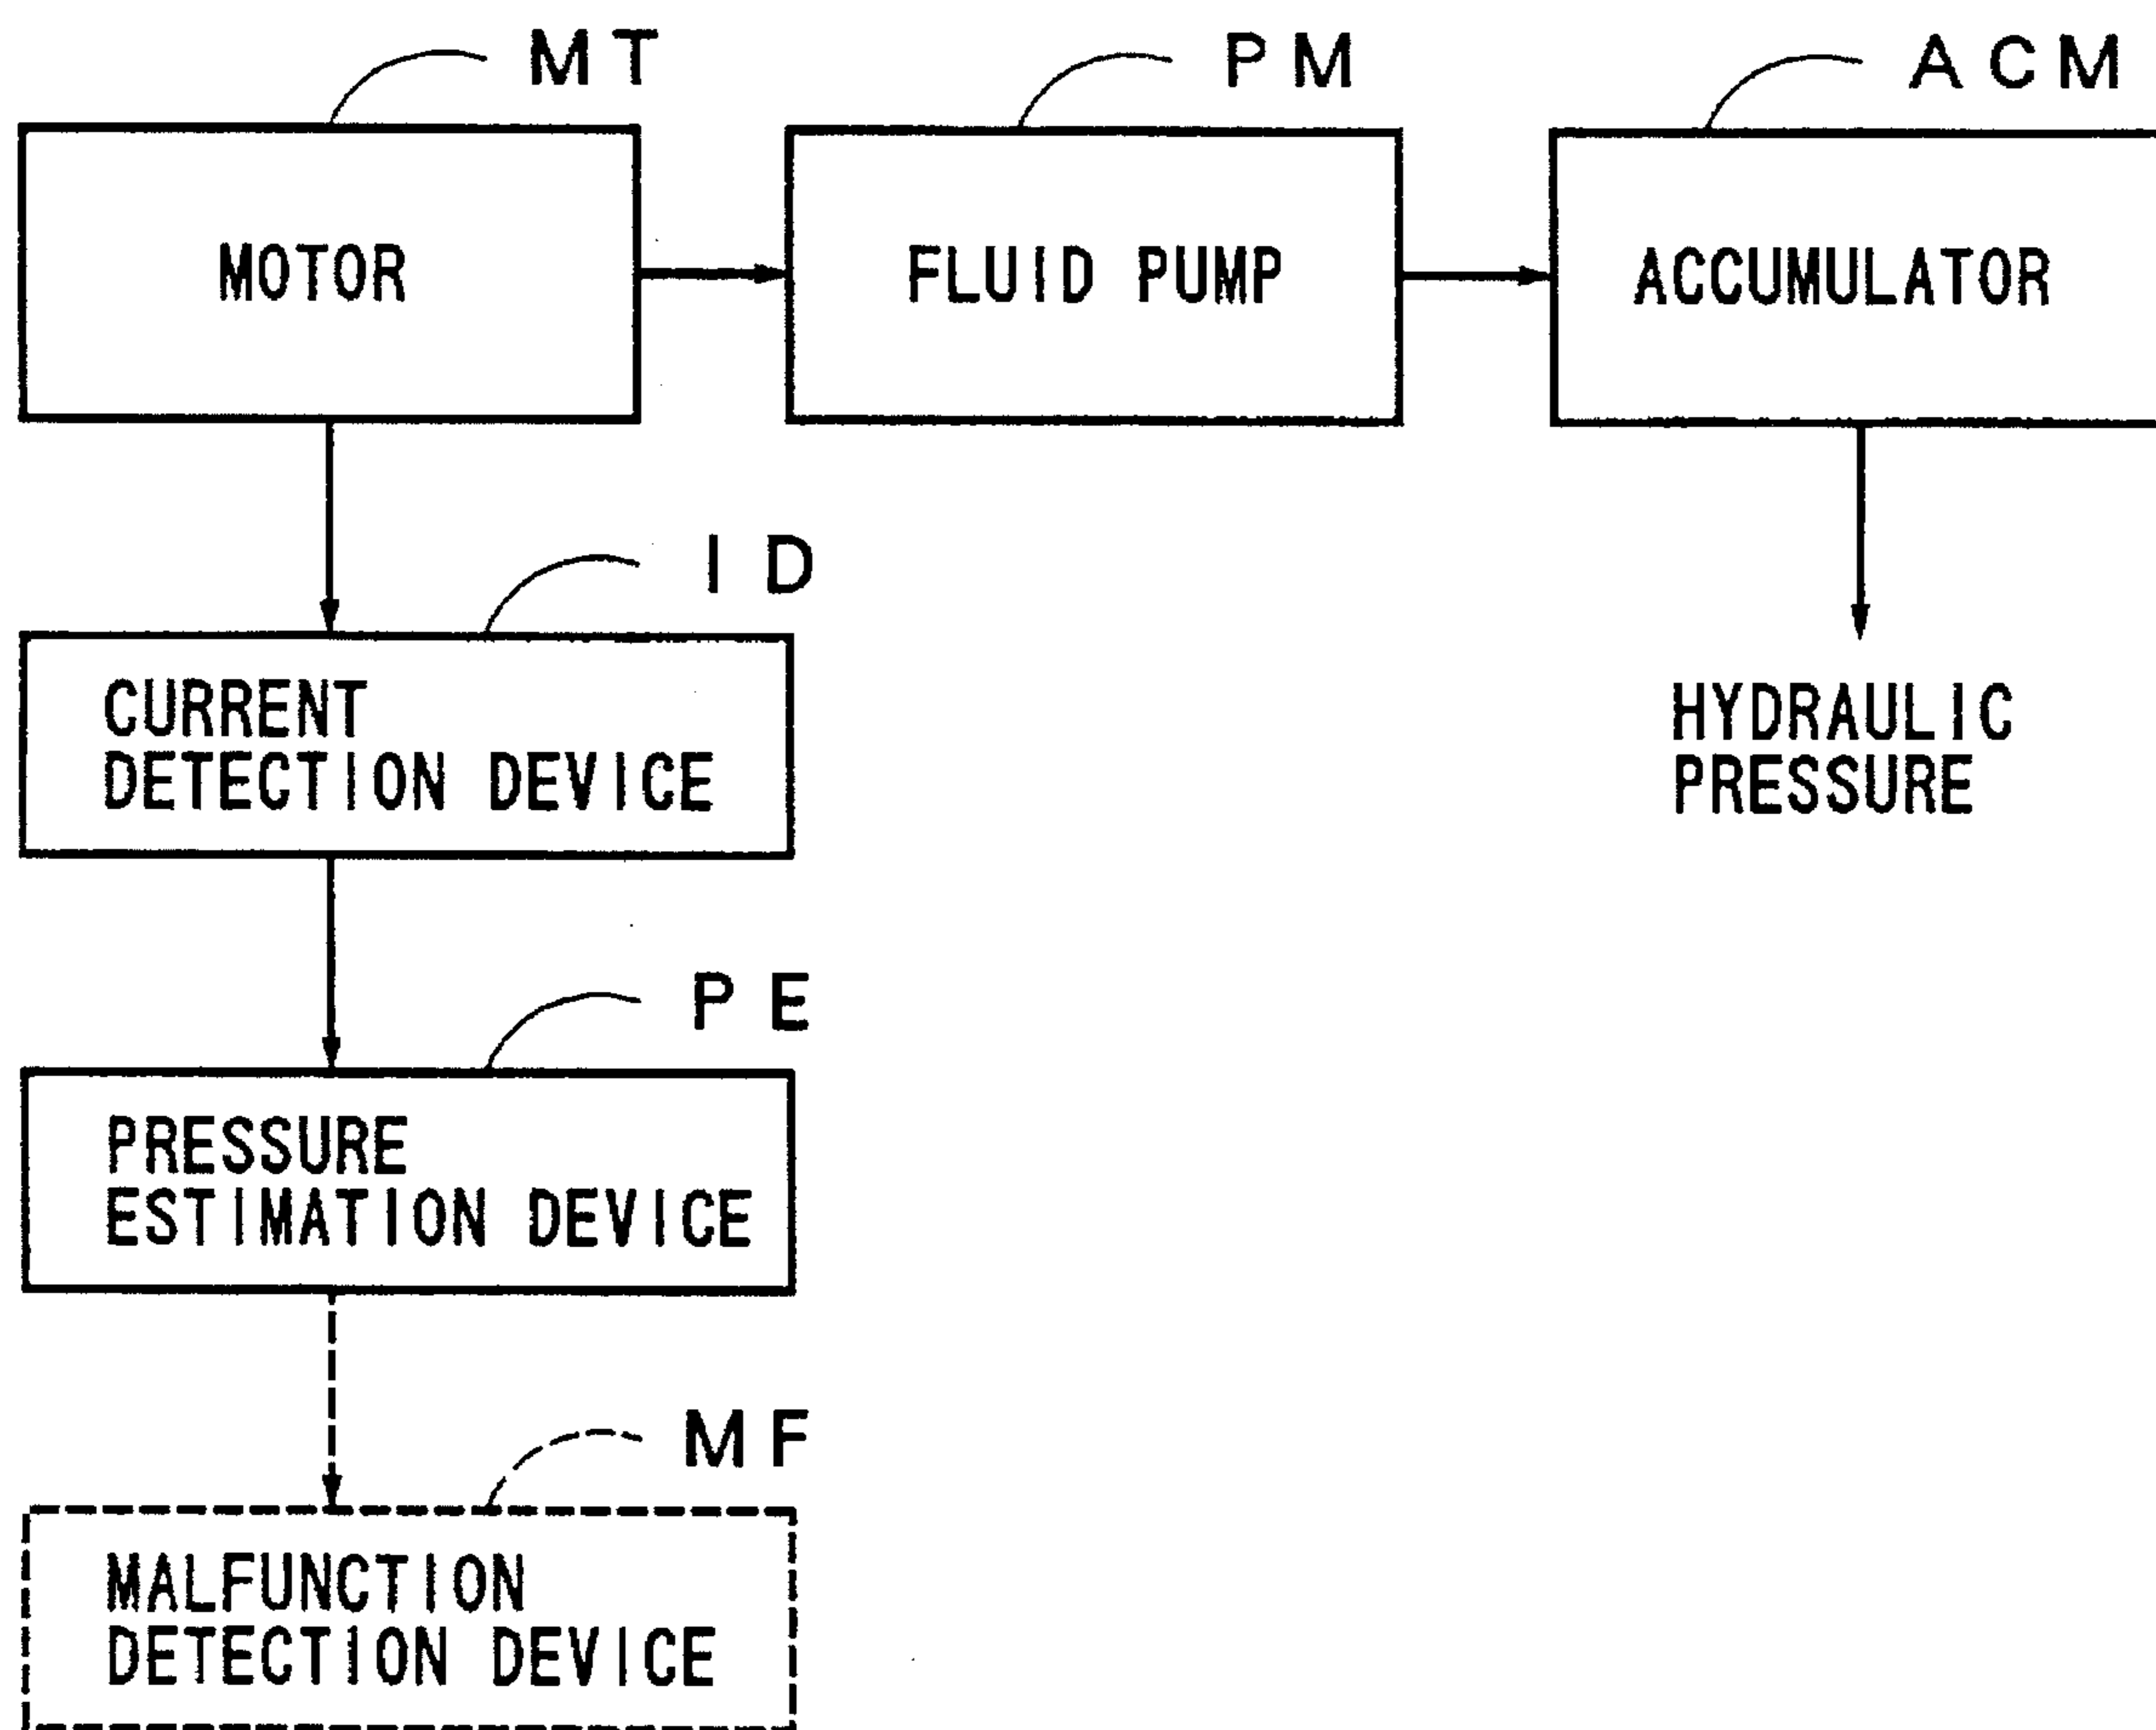 MT
PM
ACM
MOTOR
FLUID PUMP
ACCUMULATOR
ID
CURRENT
DETECTION DEVICE
HYDRAULIC
PRESSURE
PE
PRESSURE
ESTIMATION DEVICE
MF
MALFUNCTION
DETECTION DEVICE